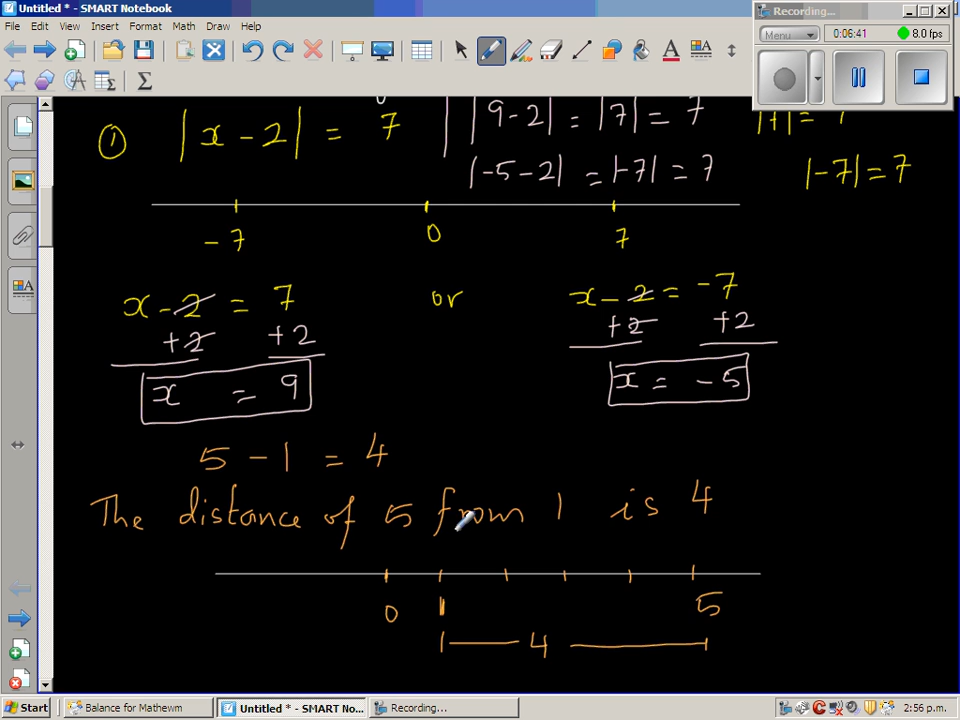 Untitled * - SMART Notebook
Recording...
File Edit View Insert Format Math Draw Help
Menu 0:06:41 8.0 fps
① |x - 2| = 7 |9-2| = |7| = 7 |7| = 7
|-5-2| = |-7| = 7 |-7| = 7
-7 0 7
x - 2 = 7 or x - 2 = -7
+2 +2 +2 +2
x = 9 x = -5
5 - 1 = 4
The distance of 5 from 1 is 4
0 1 5
4
Start Balance for Mathewm Untitled * - SMART No... Recording... 2:56 p.m.